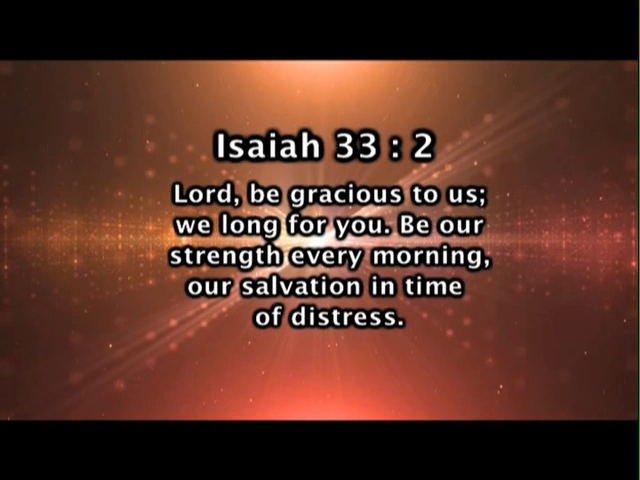 Isaiah 33 : 2
Lord, be gracious to us;
we long for you. Be our
strength every morning,
our salvation in time
of distress.